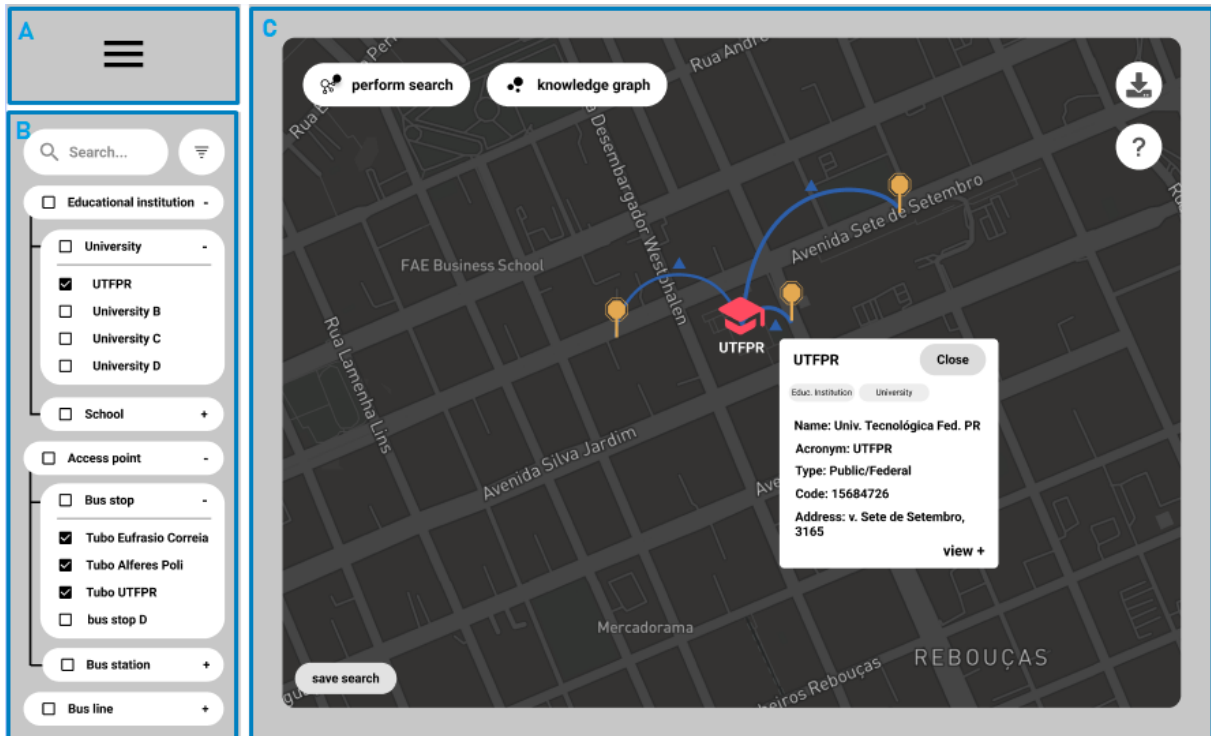 A
B
Search...
Educational institution -
University -
UTFPR
University B
University C
University D
School +
Access point -
Bus stop -
Tubo Eufrasio Correia
Tubo Alferes Poli
Tubo UTFPR
bus stop D
Bus station +
Bus line +
C
perform search
knowledge graph
?
Rua André
Rua Desembargador Westphalen
Avenida Sete de Setembro
FAE Business School
Rua Lamenha Lins
UTFPR
Avenida Silva Jardim
UTFPR
Close
Educ. Institution
University
Name: Univ. Tecnológica Fed. PR
Acronym: UTFPR
Type: Public/Federal
Code: 15684726
Address: v. Sete de Setembro,
3165
view +
Mercadorama
REBOUÇAS
save search